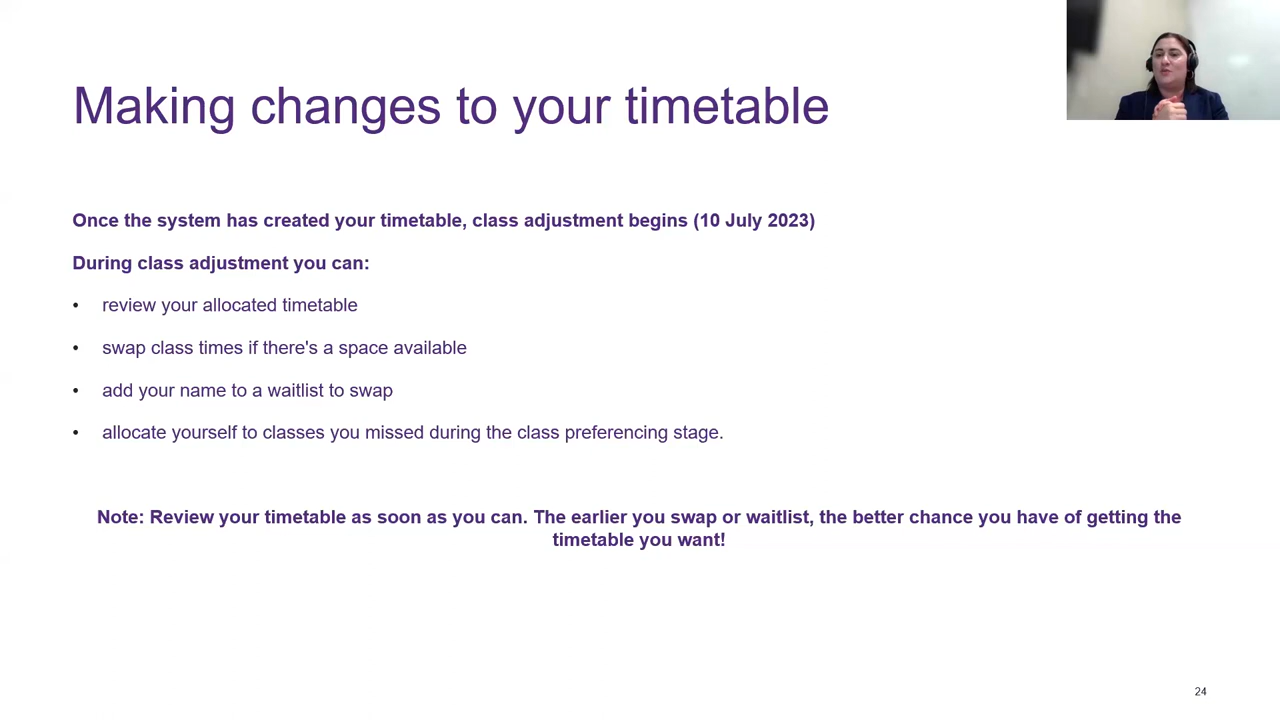 Making changes to your timetable
Once the system has created your timetable, class adjustment begins (10 July 2023)
During class adjustment you can:
• review your allocated timetable
• swap class times if there's a space available
• add your name to a waitlist to swap
• allocate yourself to classes you missed during the class preferencing stage.
Note: Review your timetable as soon as you can. The earlier you swap or waitlist, the better chance you have of getting the
timetable you want!
24